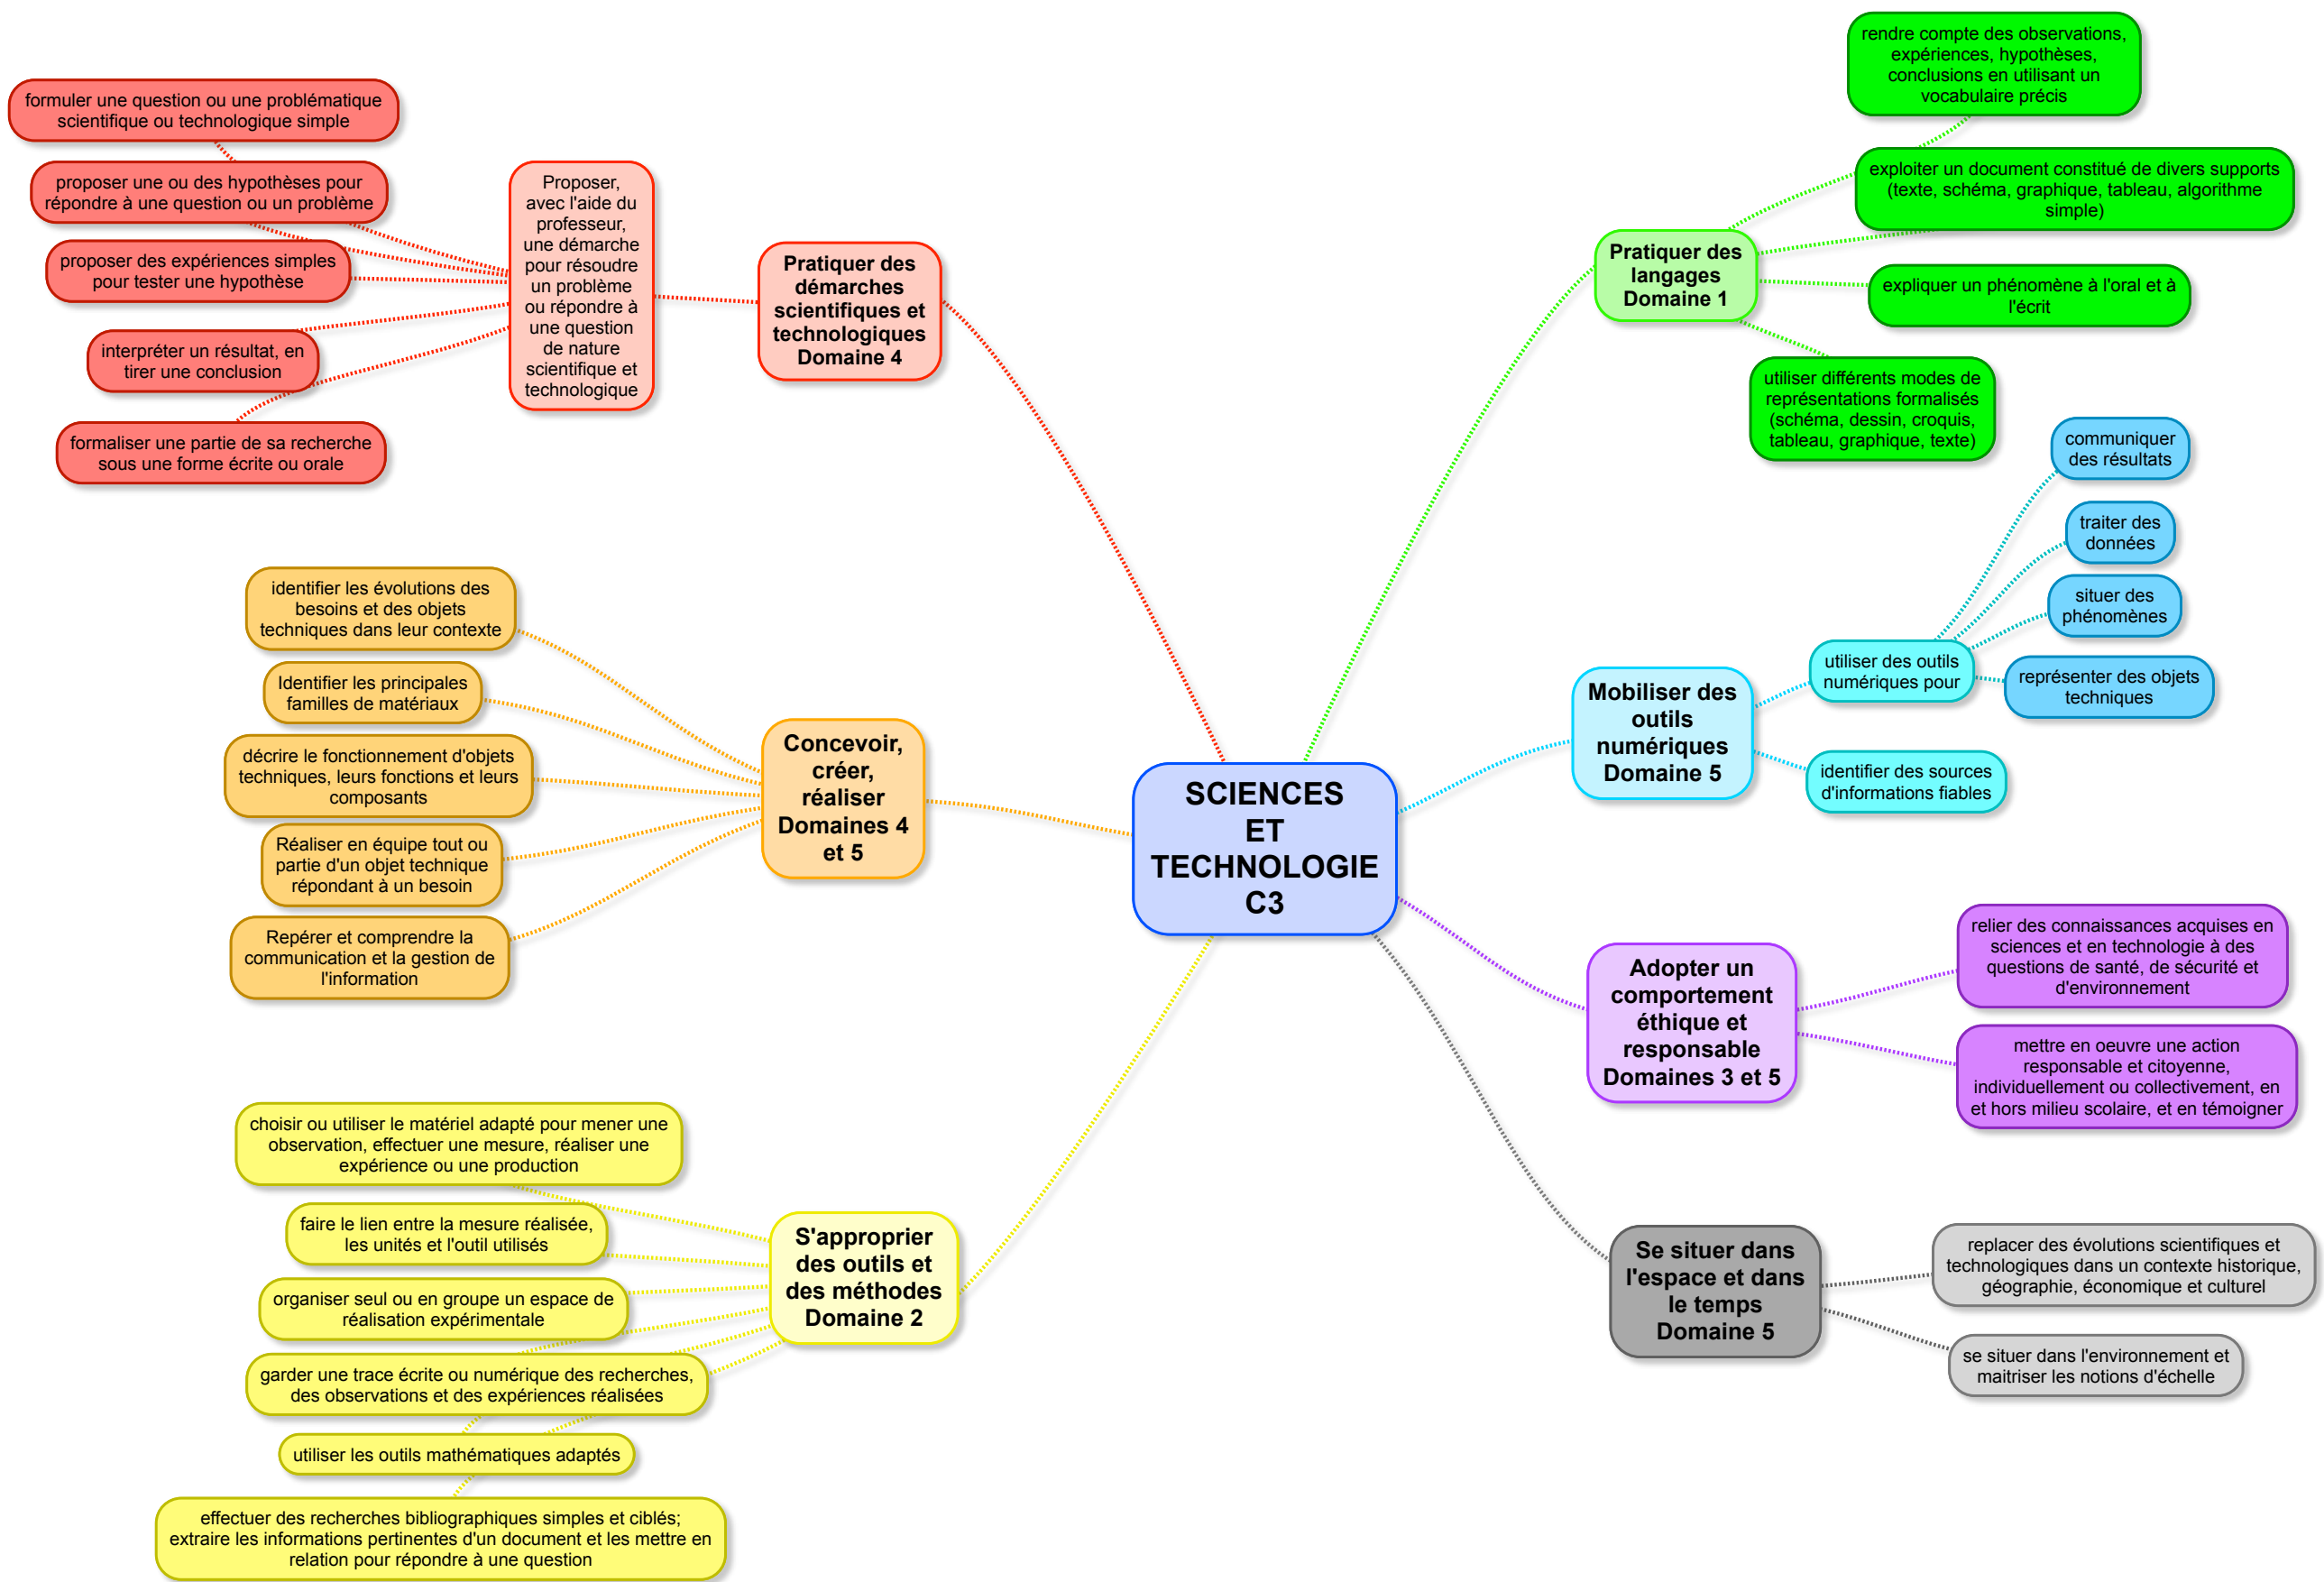 formuler une question ou une problématique
scientifique ou technologique simple
proposer une ou des hypothèses pour
répondre à une question ou un problème
proposer des expériences simples
pour tester une hypothèse
interpréter un résultat, en
tirer une conclusion
formaliser une partie de sa recherche
sous une forme écrite ou orale
Proposer,
avec l'aide du
professeur,
une démarche
pour résoudre
un problème
ou répondre à
une question
de nature
scientifique et
technologique
Pratiquer des
démarches
scientifiques et
technologiques
Domaine 4
rendre compte des observations,
expériences, hypothèses,
conclusions en utilisant un
vocabulaire précis
exploiter un document constitué de divers supports
(texte, schéma, graphique, tableau, algorithme
simple)
Pratiquer des
langages
Domaine 1
expliquer un phénomène à l'oral et à
l'écrit
utiliser différents modes de
représentations formalisés
(schéma, dessin, croquis,
tableau, graphique, texte)
communiquer
des résultats
traiter des
données
situer des
phénomènes
représenter des objets
techniques
utiliser des outils
numériques pour
identifier des sources
d'informations fiables
Mobiliser des
outils
numériques
Domaine 5
identifier les évolutions des
besoins et des objets
techniques dans leur contexte
Identifier les principales
familles de matériaux
décrire le fonctionnement d'objets
techniques, leurs fonctions et leurs
composants
Réaliser en équipe tout ou
partie d'un objet technique
répondant à un besoin
Repérer et comprendre la
communication et la gestion de
l'information
Concevoir,
créer,
réaliser
Domaines 4
et 5
SCIENCES
ET
TECHNOLOGIE
C3
Adopter un
comportement
éthique et
responsable
Domaines 3 et 5
relier des connaissances acquises en
sciences et en technologie à des
questions de santé, de sécurité et
d'environnement
mettre en oeuvre une action
responsable et citoyenne,
individuellement ou collectivement, en
et hors milieu scolaire, et en témoigner
choisir ou utiliser le matériel adapté pour mener une
observation, effectuer une mesure, réaliser une
expérience ou une production
faire le lien entre la mesure réalisée,
les unités et l'outil utilisés
organiser seul ou en groupe un espace de
réalisation expérimentale
garder une trace écrite ou numérique des recherches,
des observations et des expériences réalisées
utiliser les outils mathématiques adaptés
effectuer des recherches bibliographiques simples et ciblés;
extraire les informations pertinentes d'un document et les mettre en
relation pour répondre à une question
S'approprier
des outils et
des méthodes
Domaine 2
Se situer dans
l'espace et dans
le temps
Domaine 5
replacer des évolutions scientifiques et
technologiques dans un contexte historique,
géographie, économique et culturel
se situer dans l'environnement et
maitriser les notions d'échelle